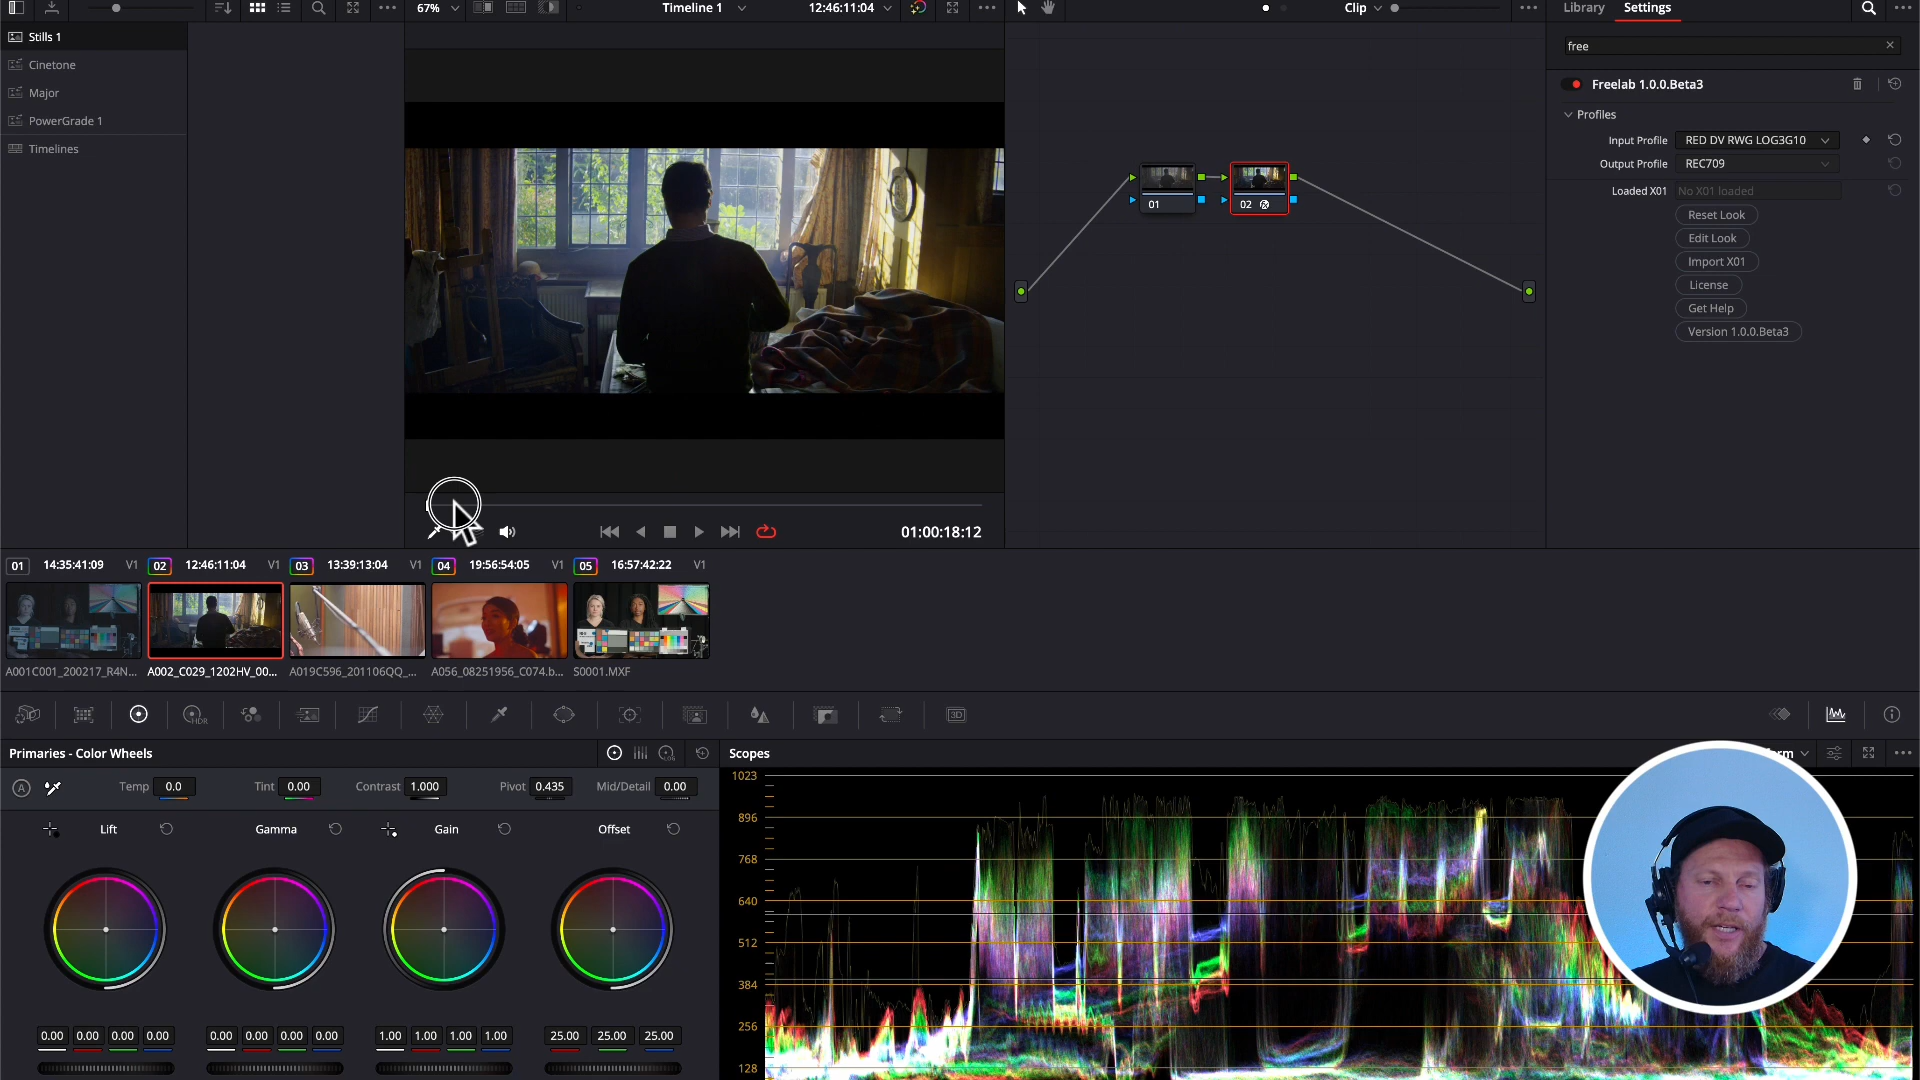 67%
Timeline 1
12:46:11:04
Clip
Library
Settings
Stills 1
Cinetone
Major
PowerGrade 1
Timelines
free
Freelab 1.0.0.Beta3
Profiles
Input Profile
RED DV RWG LOG3G10
Output Profile
REC709
Loaded X01
No X01 loaded
Reset Look
Edit Look
Import X01
License
Get Help
Version 1.0.0.Beta3
01
02
01:00:18:12
01 14:35:41:09 V1
02 12:46:11:04 V1
03 13:39:13:04 V1
04 19:56:54:05 V1
05 16:57:42:22 V1
A001C001_200217_R4N...
A002_C029_1202HV_00...
A019C596_201106QQ_...
A056_08251956_C074.b...
S0001.MXF
HDR
3D
Primaries - Color Wheels
LOG
A
Temp 0.0
Tint 0.00
Contrast 1.000
Pivot 0.435
Mid/Detail 0.00
Lift
Gamma
Gain
Offset
0.00 0.00 0.00 0.00
0.00 0.00 0.00 0.00
1.00 1.00 1.00 1.00
25.00 25.00 25.00
Scopes
1023
896
768
640
512
384
256
128